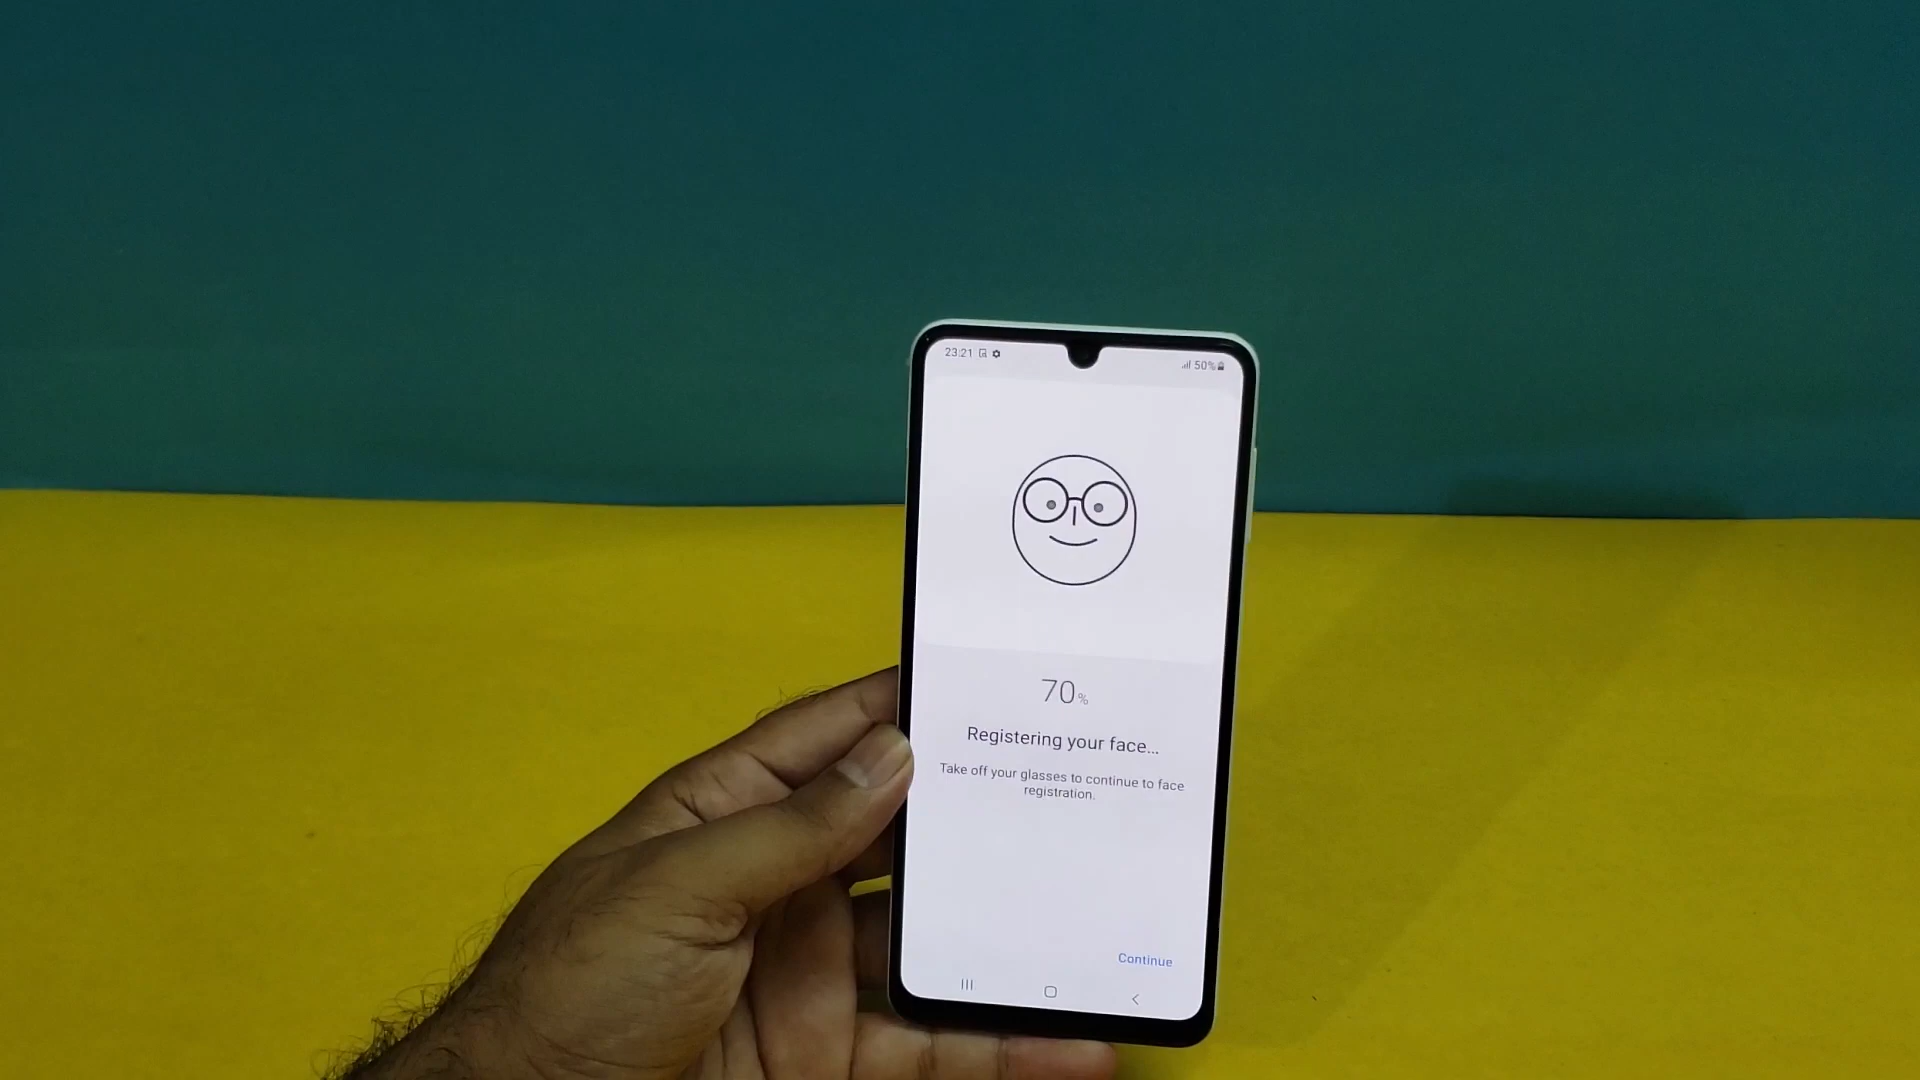 23:21
50%
70%
Registering your face...
Take off your glasses to continue to face
registration.
Continue